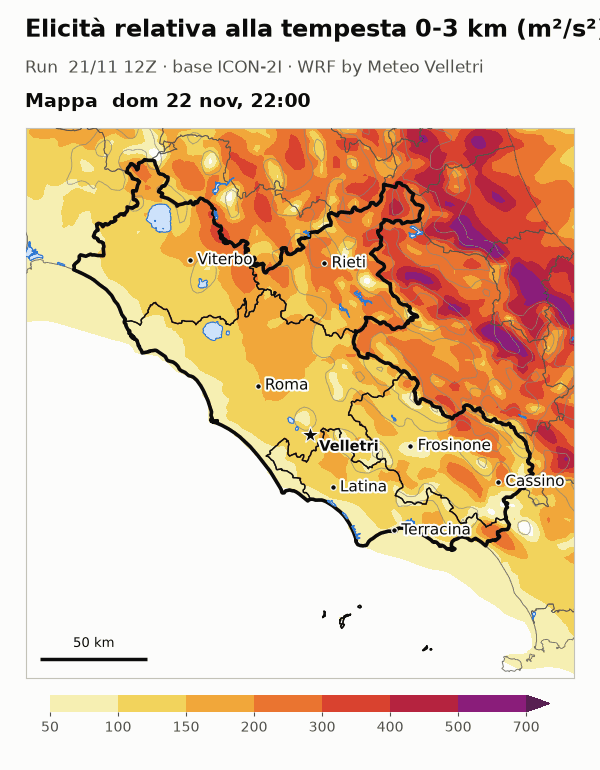 Elicità relativa alla tempesta 0-3 km (m²/s²)
Run 21/11 12Z · base ICON-2I · WRF by Meteo Velletri
Mappa dom 22 nov, 22:00
Viterbo
Rieti
Roma
Velletri
Frosinone
Cassino
Latina
Terracina
50 km
50 100 150 200 300 400 500 700